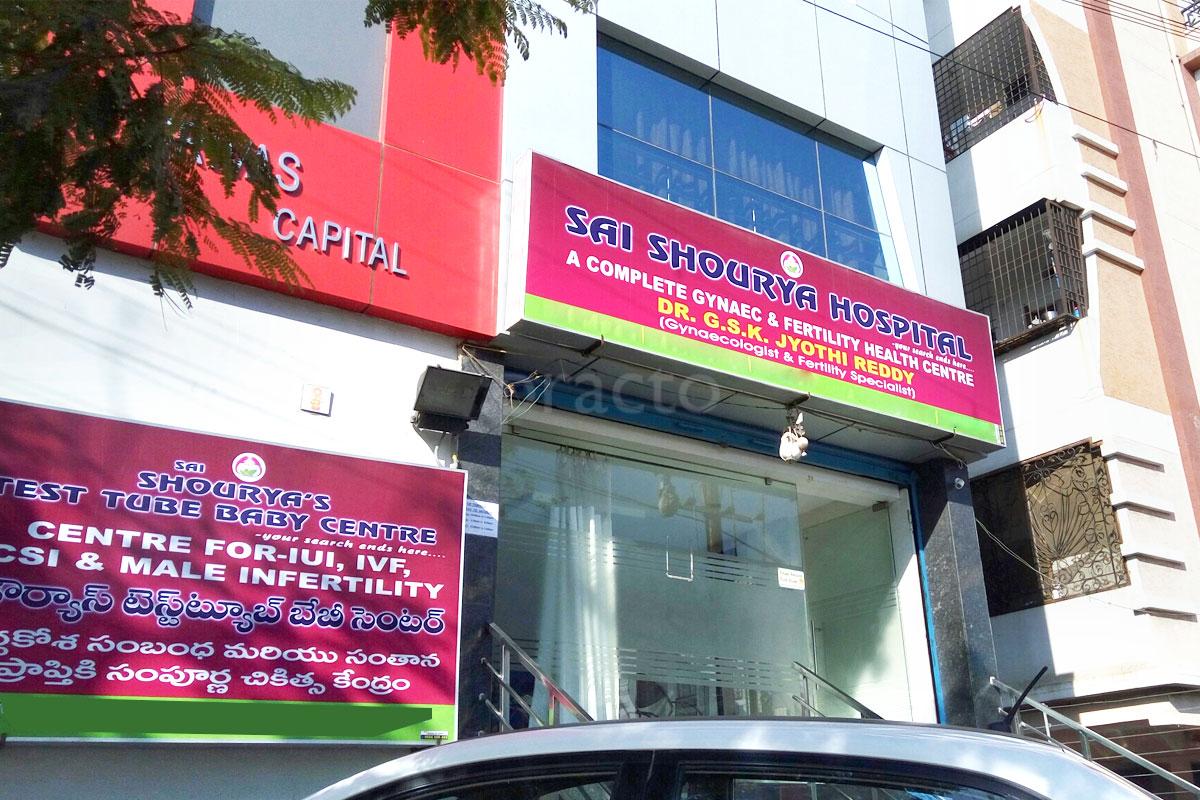 CAPITAL
SAI SHOURYA HOSPITAL
-your search ends here....
A COMPLETE GYNAEC & FERTILITY HEALTH CENTRE
DR. G.S.K. JYOTHI REDDY
(Gynaecologist & Fertility Specialist)
practo
SAI
SHOURYA'S
TEST TUBE BABY CENTRE
-your search ends here....
CENTRE FOR-IUI, IVF,
CSI & MALE INFERTILITY
టెస్ట్‌ట్యూబ్ బేబీ సెంటర్
సంబంధ మరియు సంతాన
ప్రాప్తికి సంపూర్ణ చికిత్స కేంద్రం